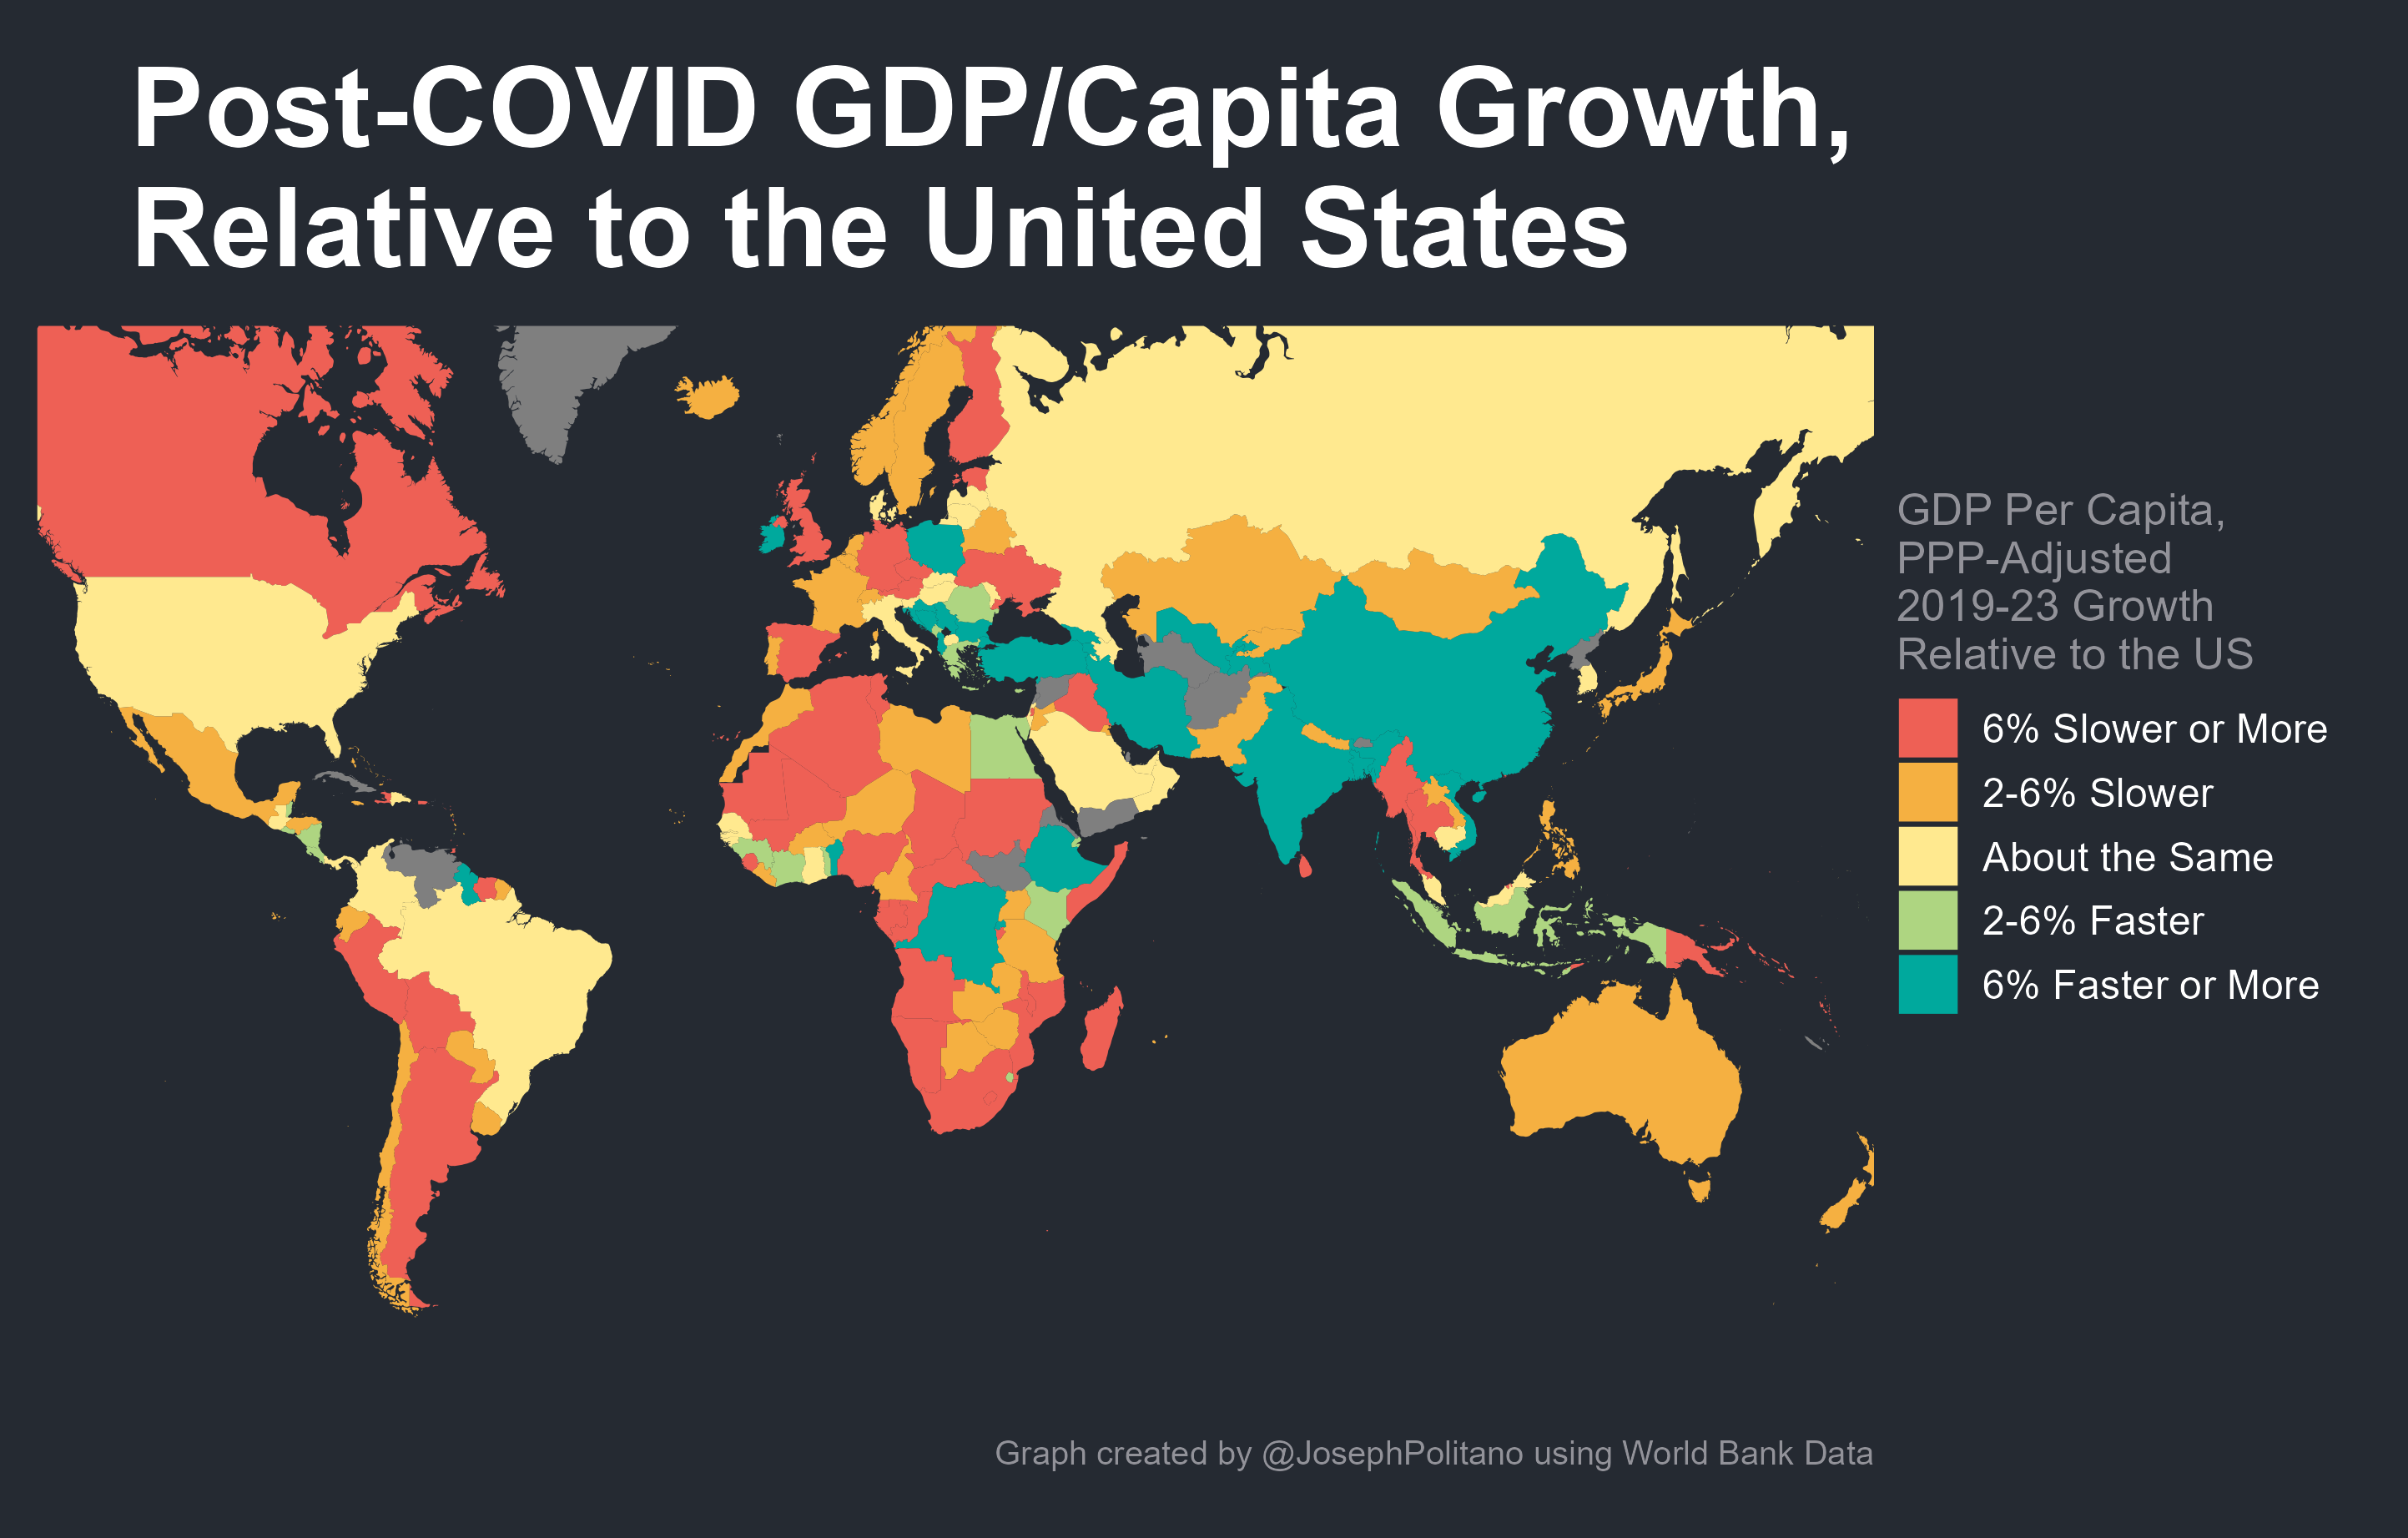 Post-COVID GDP/Capita Growth,
Relative to the United States
GDP Per Capita,
PPP-Adjusted
2019-23 Growth
Relative to the US
6% Slower or More
2-6% Slower
About the Same
2-6% Faster
6% Faster or More
Graph created by @JosephPolitano using World Bank Data